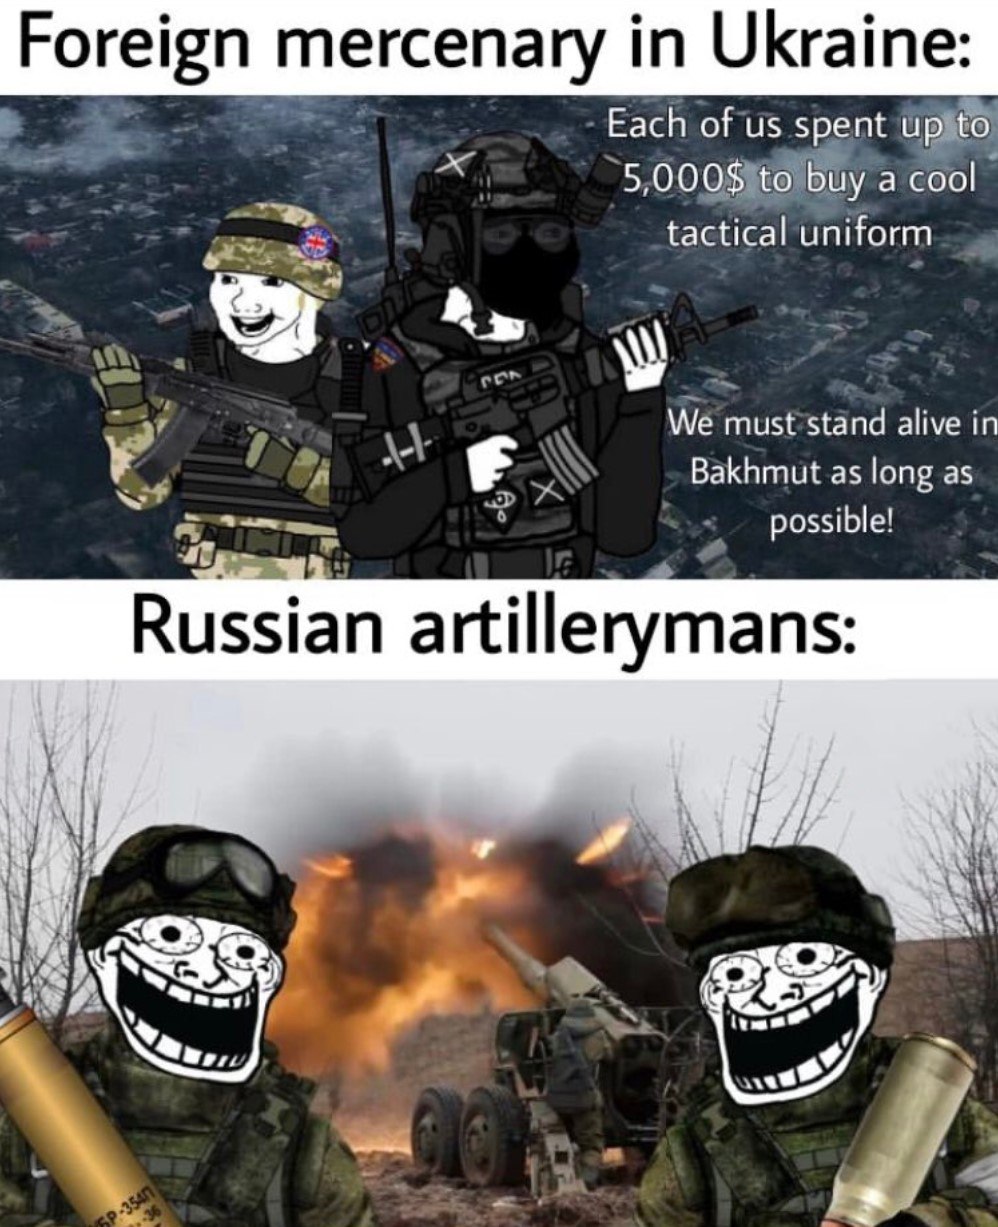 Foreign mercenary in Ukraine:
Each of us spent up to
5,000$ to buy a cool
tactical uniform
We must stand alive in
Bakhmut as long as
possible!
Russian artillerymans: